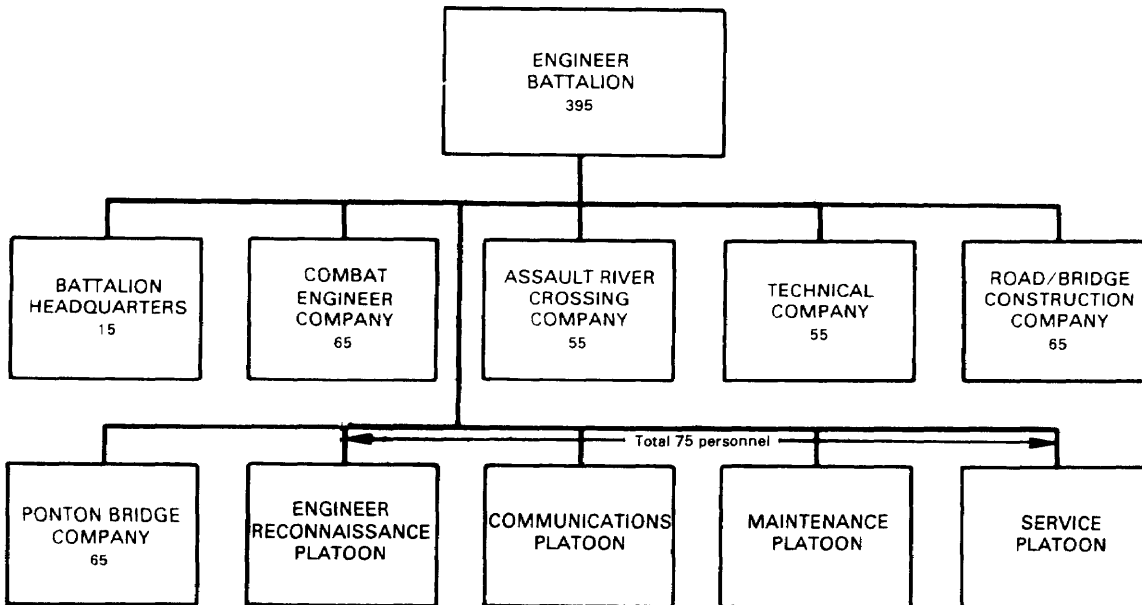 ENGINEER
BATTALION
395
BATTALION
HEADQUARTERS
15
COMBAT
ENGINEER
COMPANY
65
ASSAULT RIVER
CROSSING
COMPANY
55
TECHNICAL
COMPANY
55
ROAD/BRIDGE
CONSTRUCTION
COMPANY
65
Total 75 personnel
PONTON BRIDGE
COMPANY
65
ENGINEER
RECONNAISSANCE
PLATOON
COMMUNICATIONS
PLATOON
MAINTENANCE
PLATOON
SERVICE
PLATOON